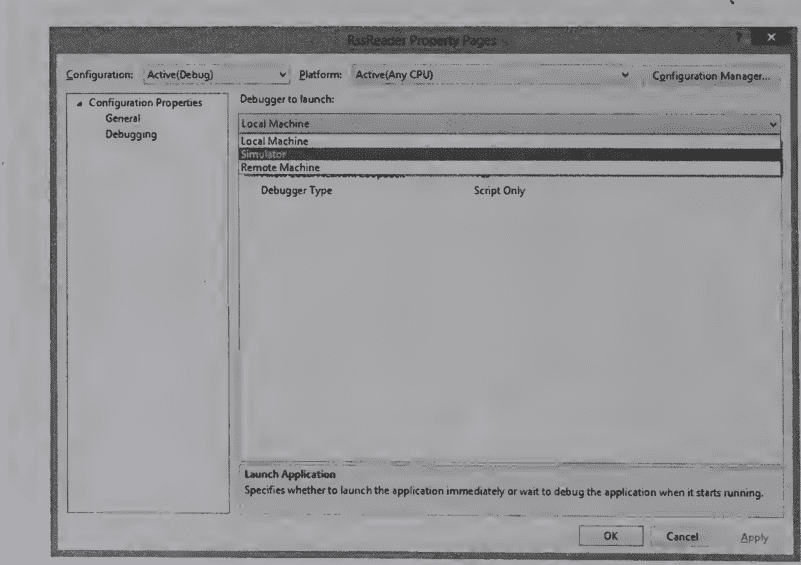 RssReader Property Pages
? ✕
Configuration: Active(Debug) Platform: Active(Any CPU) Configuration Manager...
Configuration Properties
General
Debugging
Debugger to launch:
Local Machine
Local Machine
Simulator
Remote Machine
Debugger Type Script Only
Launch Application
Specifies whether to launch the application immediately or wait to debug the application when it starts running.
OK Cancel Apply